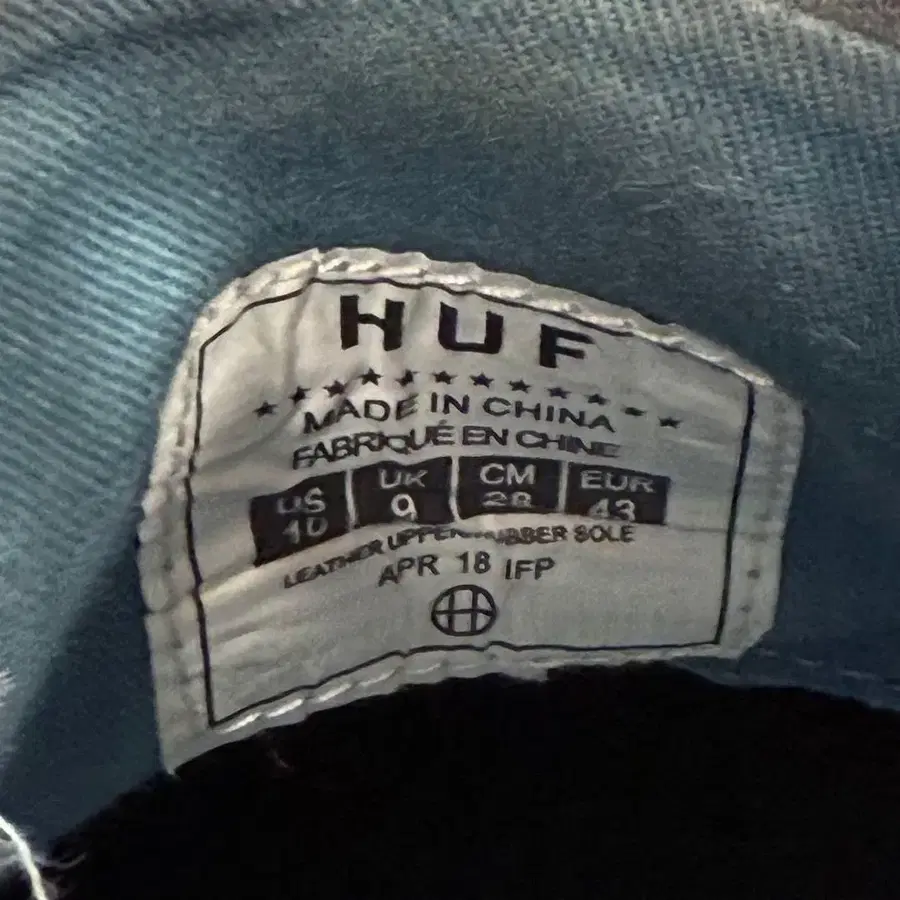 HUF
MADE IN CHINA
FABRIQUÉ EN CHINE
US UK CM EUR
10 9 28 43
LEATHER UPPER RUBBER SOLE
APR 18 IFP